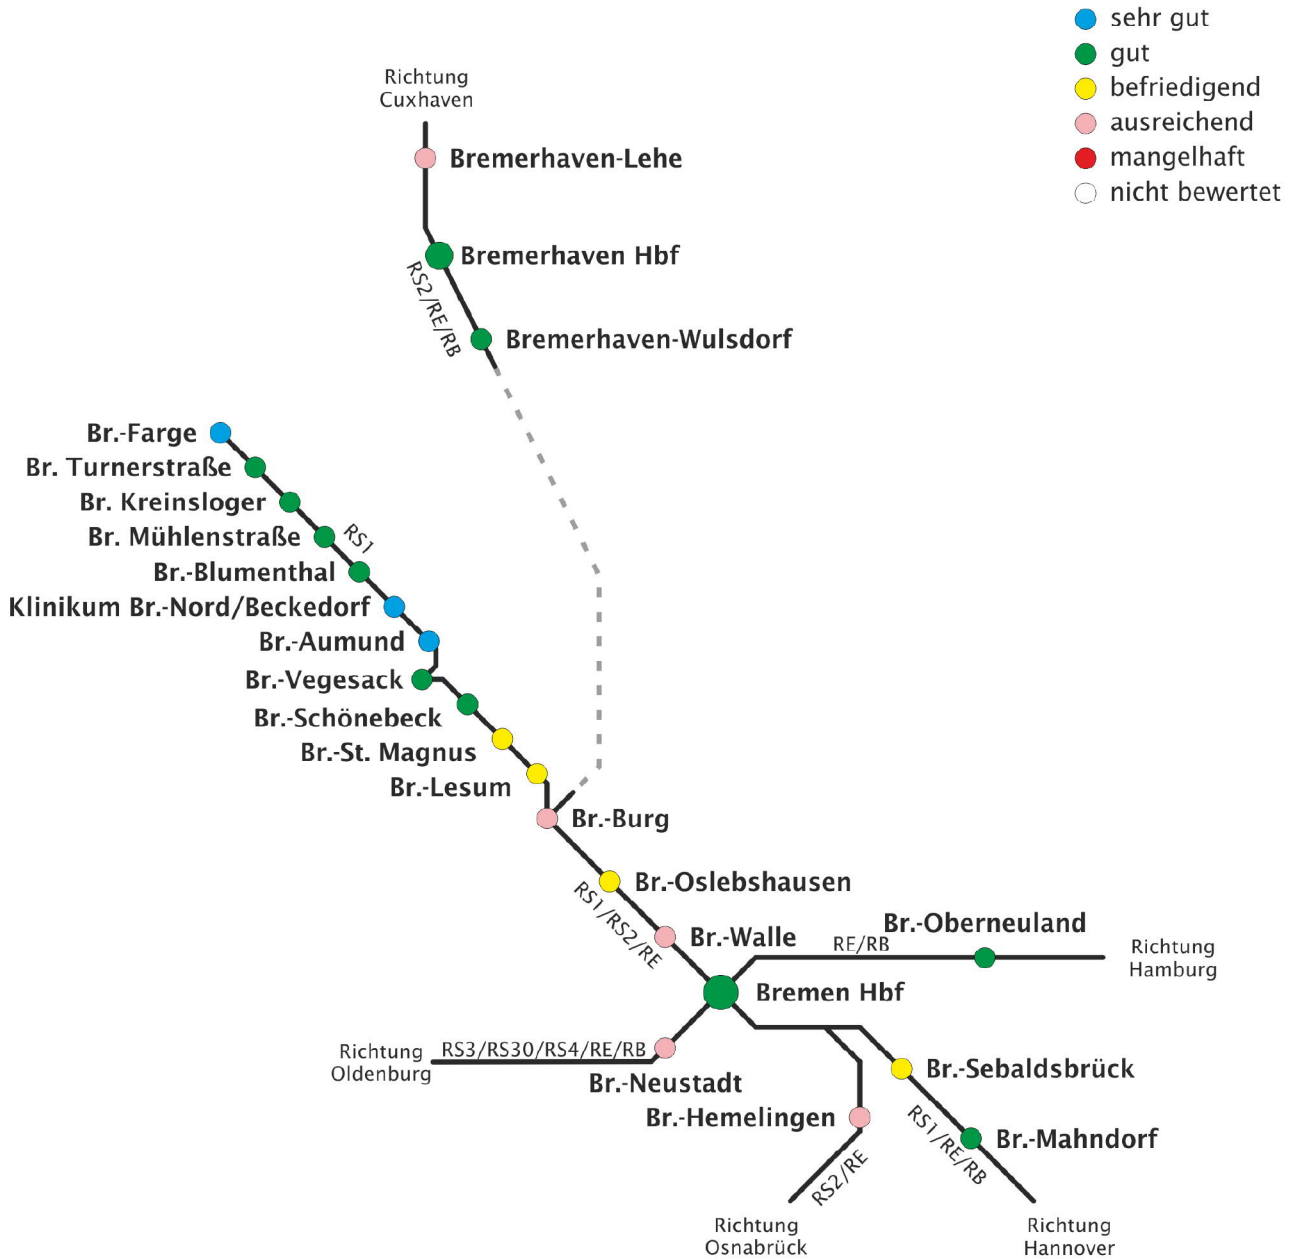 sehr gut
gut
befriedigend
ausreichend
mangelhaft
nicht bewertet
Richtung
Cuxhaven
Bremerhaven-Lehe
Bremerhaven Hbf
RS2/RE/RB
Bremerhaven-Wulsdorf
Br.-Farge
Br. Turnerstraße
Br. Kreinsloger
Br. Mühlenstraße
RS1
Br.-Blumenthal
Klinikum Br.-Nord/Beckedorf
Br.-Aumund
Br.-Vegesack
Br.-Schönebeck
Br.-St. Magnus
Br.-Lesum
Br.-Burg
Br.-Oslebshausen
RS1/RS2/RE
Br.-Walle
Br.-Oberneuland
RE/RB
Richtung
Hamburg
Bremen Hbf
RS3/RS30/RS4/RE/RB
Richtung
Oldenburg
Br.-Neustadt
Br.-Sebaldsbrück
Br.-Hemelingen
RS1/RE/RB
Br.-Mahndorf
RS2/RE
Richtung
Osnabrück
Richtung
Hannover